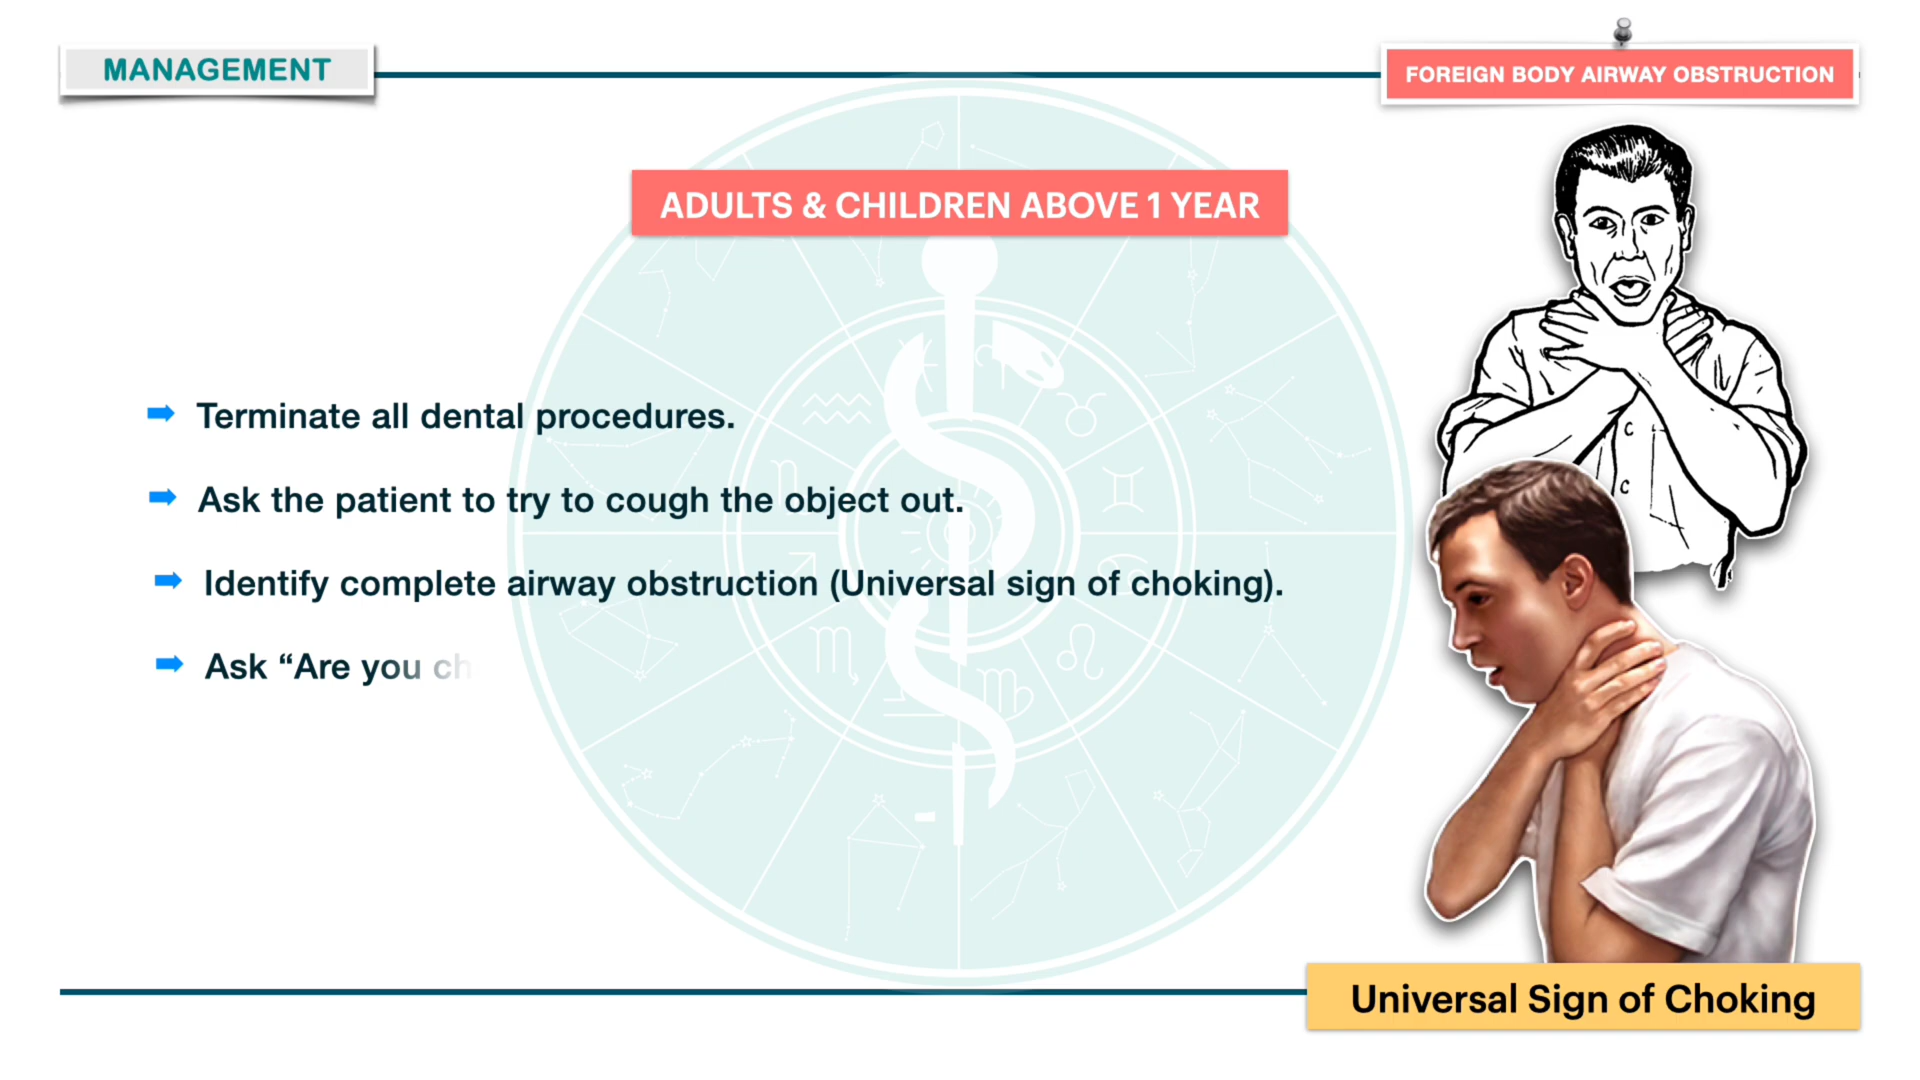 MANAGEMENT
FOREIGN BODY AIRWAY OBSTRUCTION
ADULTS & CHILDREN ABOVE 1 YEAR
Terminate all dental procedures.
Ask the patient to try to cough the object out.
Identify complete airway obstruction (Universal sign of choking).
Ask “Are you ch
Universal Sign of Choking